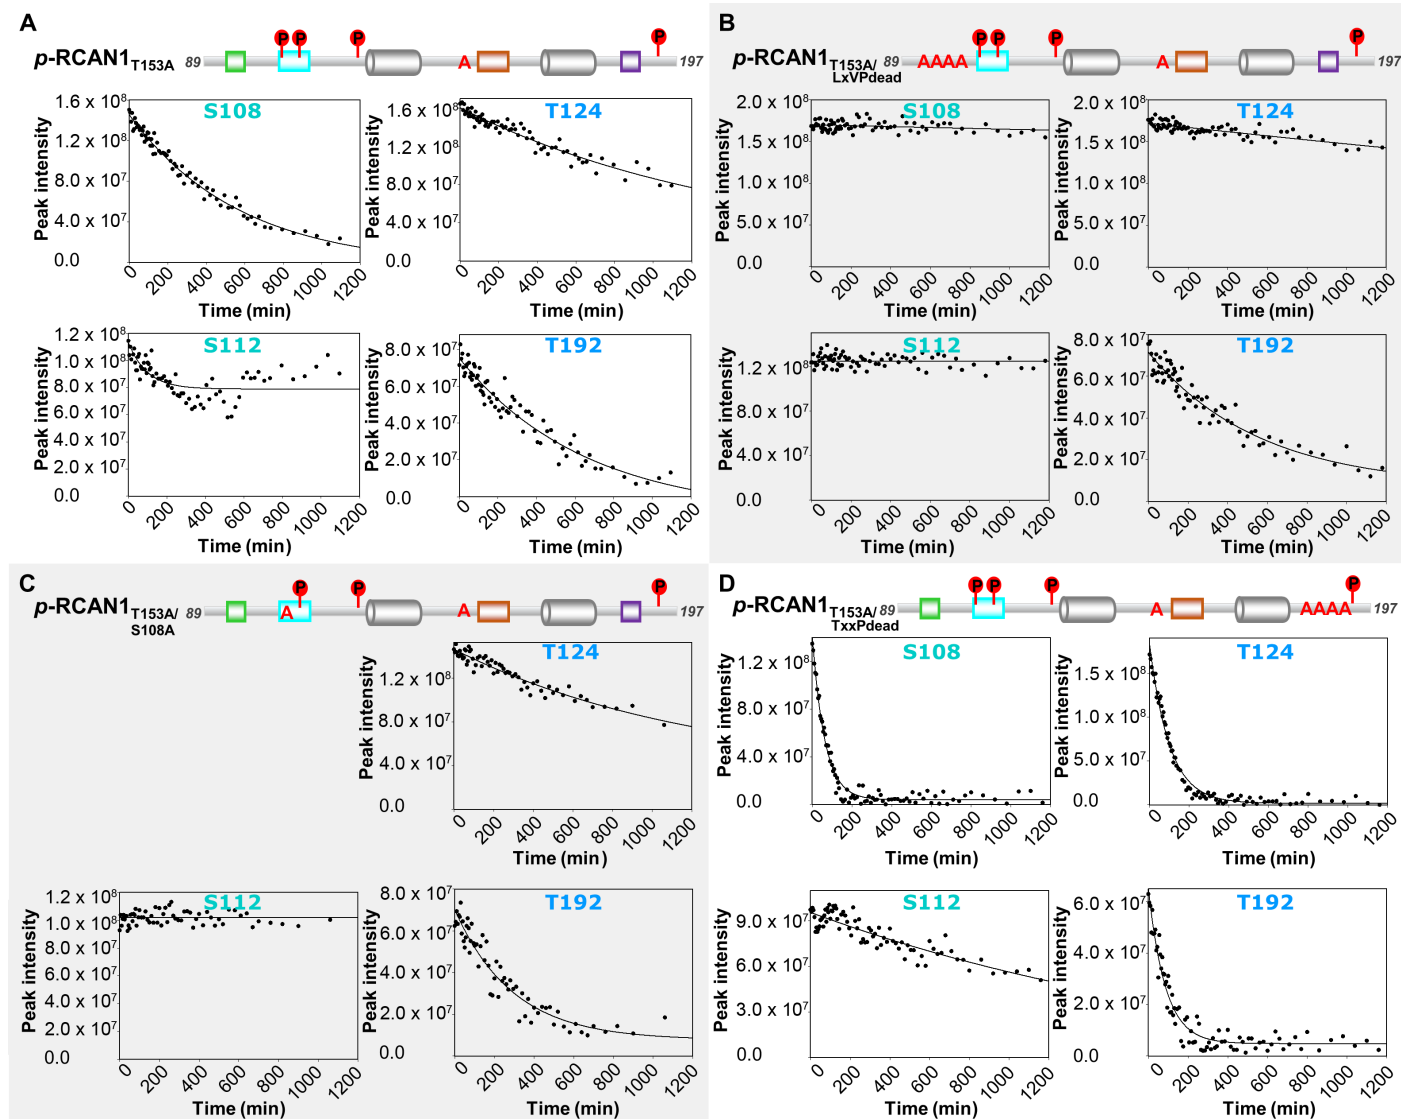 A
p-RCAN1 T153A 89 P P P A P 197
S108
Peak intensity
1.6 x 10^8
1.2 x 10^8
8.0 x 10^7
4.0 x 10^7
0.0
0 200 400 600 800 1000 1200
Time (min)
T124
Peak intensity
1.6 x 10^8
1.2 x 10^8
8.0 x 10^7
4.0 x 10^7
0.0
0 200 400 600 800 1000 1200
Time (min)
S112
Peak intensity
1.2 x 10^8
1.0 x 10^8
8.0 x 10^7
6.0 x 10^7
4.0 x 10^7
2.0 x 10^7
0.0
0 200 400 600 800 1000 1200
Time (min)
T192
Peak intensity
8.0 x 10^7
6.0 x 10^7
4.0 x 10^7
2.0 x 10^7
0.0
0 200 400 600 800 1000 1200
Time (min)
B
p-RCAN1 T153A/ LxVPdead 89 AAAA P P P A P 197
S108
Peak intensity
2.0 x 10^8
1.5 x 10^8
1.0 x 10^8
5.0 x 10^7
0.0
0 200 400 600 800 1000 1200
Time (min)
T124
Peak intensity
2.0 x 10^8
1.5 x 10^8
1.0 x 10^8
5.0 x 10^7
0.0
0 200 400 600 800 1000 1200
Time (min)
S112
Peak intensity
1.2 x 10^8
8.0 x 10^7
4.0 x 10^7
0.0
0 200 400 600 800 1000 1200
Time (min)
T192
Peak intensity
8.0 x 10^7
6.0 x 10^7
4.0 x 10^7
2.0 x 10^7
0.0
0 200 400 600 800 1000 1200
Time (min)
C
p-RCAN1 T153A/ S108A 89 A P P A P 197
T124
Peak intensity
1.2 x 10^8
8.0 x 10^7
4.0 x 10^7
0.0
0 200 400 600 800 1000 1200
Time (min)
S112
Peak intensity
1.2 x 10^8
1.0 x 10^8
8.0 x 10^7
6.0 x 10^7
4.0 x 10^7
2.0 x 10^7
0.0
0 200 400 600 800 1000 1200
Time (min)
T192
Peak intensity
8.0 x 10^7
6.0 x 10^7
4.0 x 10^7
2.0 x 10^7
0.0
0 200 400 600 800 1000 1200
Time (min)
D
p-RCAN1 T153A/ TxxPdead 89 P P P A AAAA P 197
S108
Peak intensity
1.2 x 10^8
8.0 x 10^7
4.0 x 10^7
0.0
0 200 400 600 800 1000 1200
Time (min)
T124
Peak intensity
1.5 x 10^8
1.0 x 10^8
5.0 x 10^7
0.0
0 200 400 600 800 1000 1200
Time (min)
S112
Peak intensity
9.0 x 10^7
6.0 x 10^7
3.0 x 10^7
0.0
0 200 400 600 800 1000 1200
Time (min)
T192
Peak intensity
6.0 x 10^7
4.0 x 10^7
2.0 x 10^7
0.0
0 200 400 600 800 1000 1200
Time (min)